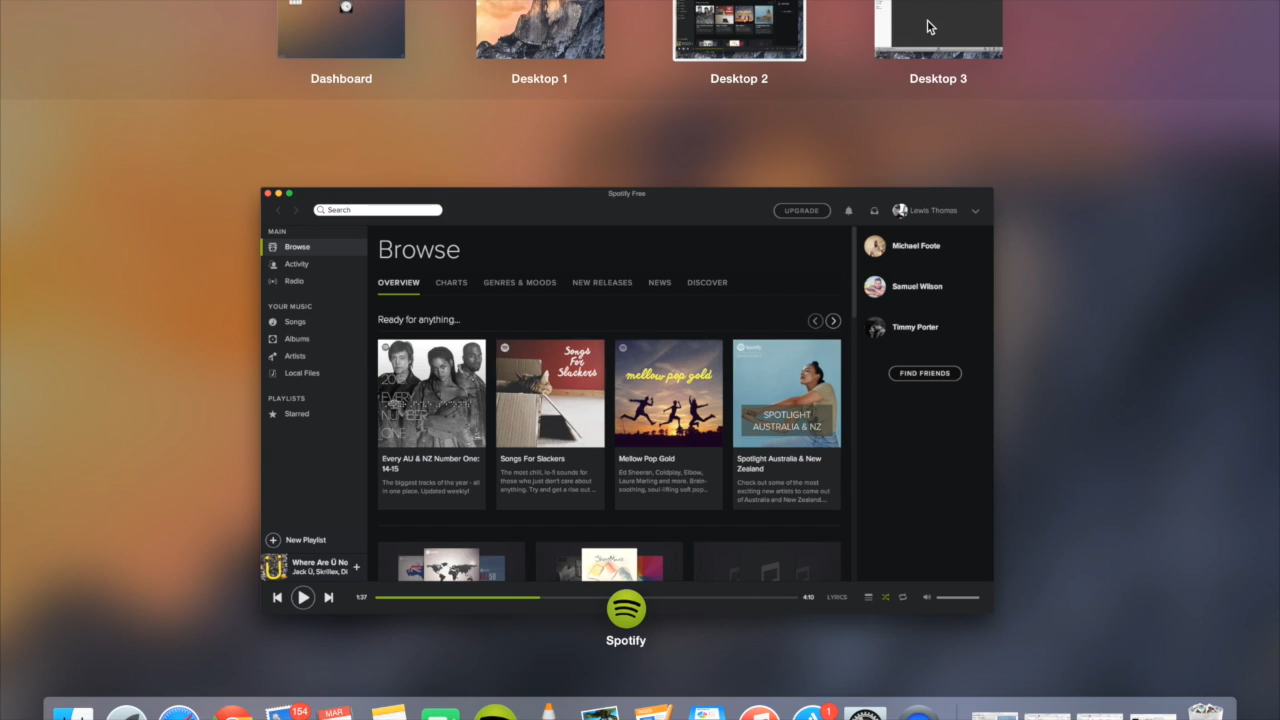 Dashboard
Desktop 1
Desktop 2
Desktop 3
Spotify Free
Search
UPGRADE
Lewis Thomas
MAIN
Browse
Activity
Radio
YOUR MUSIC
Songs
Albums
Artists
Local Files
PLAYLISTS
Starred
New Playlist
Where Are Ü No
Jack Ü, Skrillex, Di
Browse
OVERVIEW
CHARTS
GENRES & MOODS
NEW RELEASES
NEWS
DISCOVER
Ready for anything...
EVERY
NUMBER
ONE
Every AU & NZ Number One:
14-15
The biggest tracks of the year - all
in one place. Updated weekly!
Songs
For
Slackers
Songs For Slackers
The most chill, lo-fi sounds for
those who just don't care about
anything. Try and get a rise out ...
mellow pop gold
Mellow Pop Gold
Ed Sheeran, Coldplay, Elbow,
Laura Marling and more. Brain-
soothing, soul-lifting soft pop...
Spotify
SPOTLIGHT
AUSTRALIA & NZ
Spotlight Australia & New
Zealand
Check out some of the most
exciting new artists to come out
of Australia and New Zealand.
Michael Foote
Samuel Wilson
Timmy Porter
FIND FRIENDS
1:37
4:10
LYRICS
Spotify
154
MAR
1